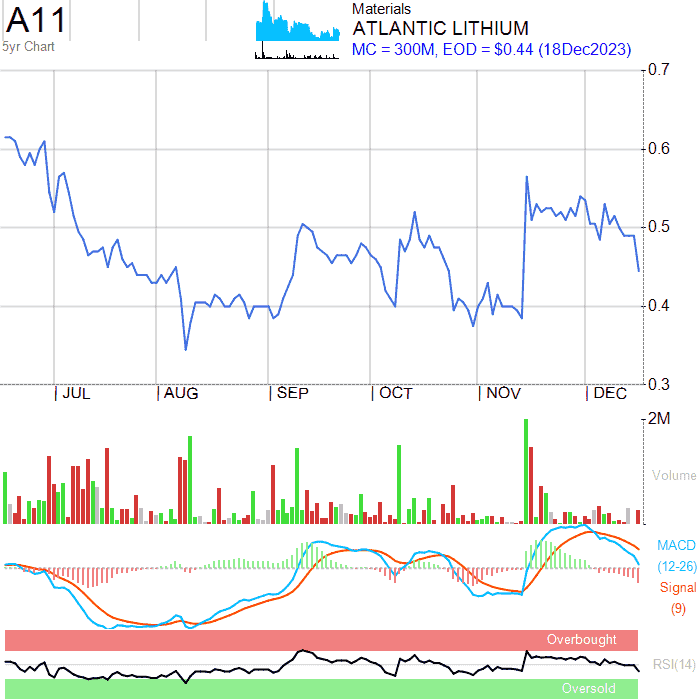 A11
5yr Chart
Materials
ATLANTIC LITHIUM
MC = 300M, EOD = $0.44 (18Dec2023)
0.7
0.6
0.5
0.4
0.3
JUL AUG SEP OCT NOV DEC
2M
Volume
MACD
(12-26)
Signal
(9)
Overbought
RSI(14)
Oversold